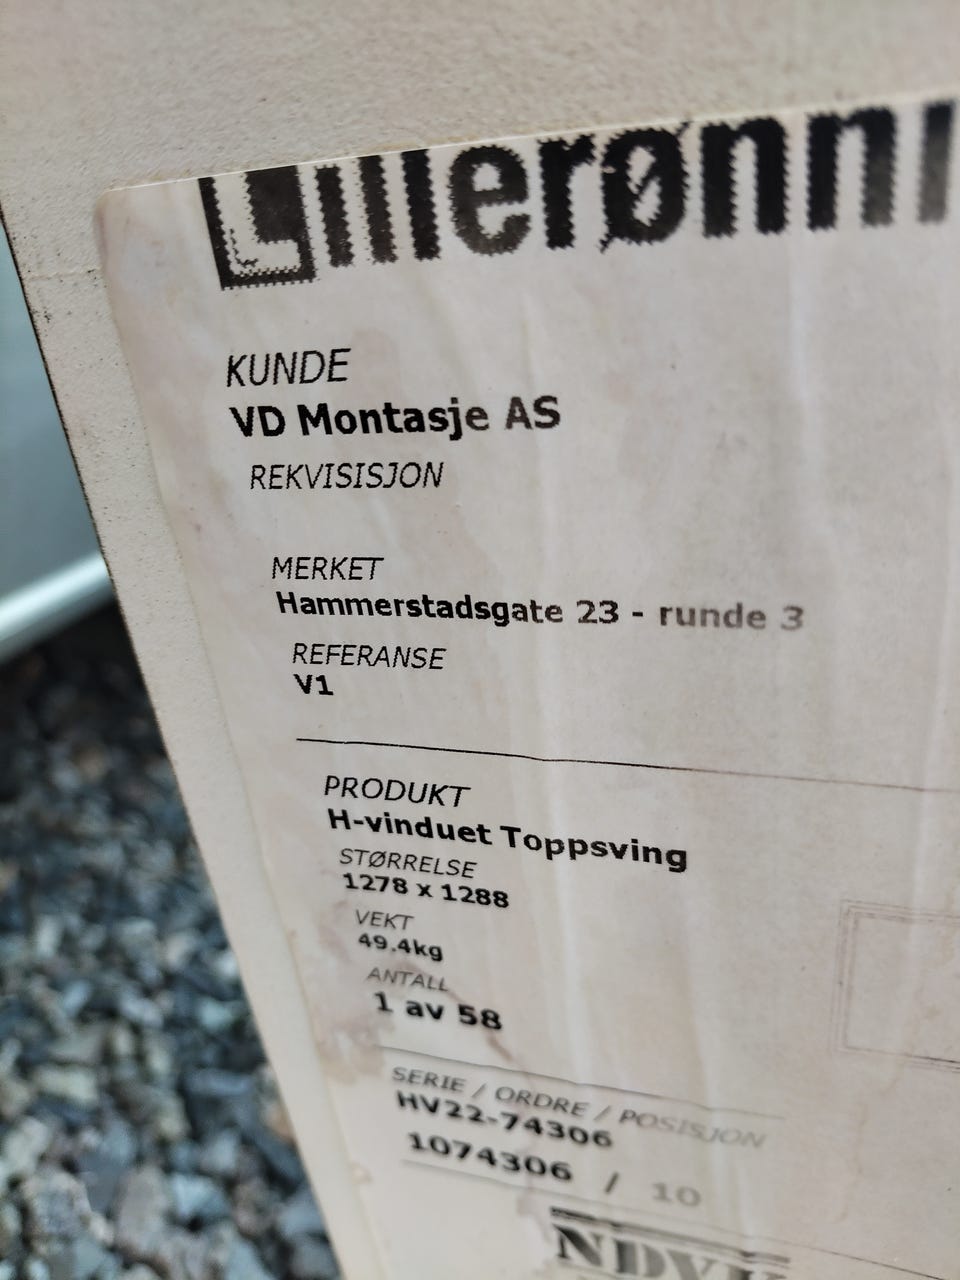 Lillerønni
KUNDE
VD Montasje AS
REKVISISJON
MERKET
Hammerstadsgate 23 - runde 3
REFERANSE
V1
PRODUKT
H-vinduet Toppsving
STØRRELSE
1278 x 1288
VEKT
49.4kg
ANTALL
1 av 58
SERIE / ORDRE / POSISJON
HV22-74306
1074306 / 10